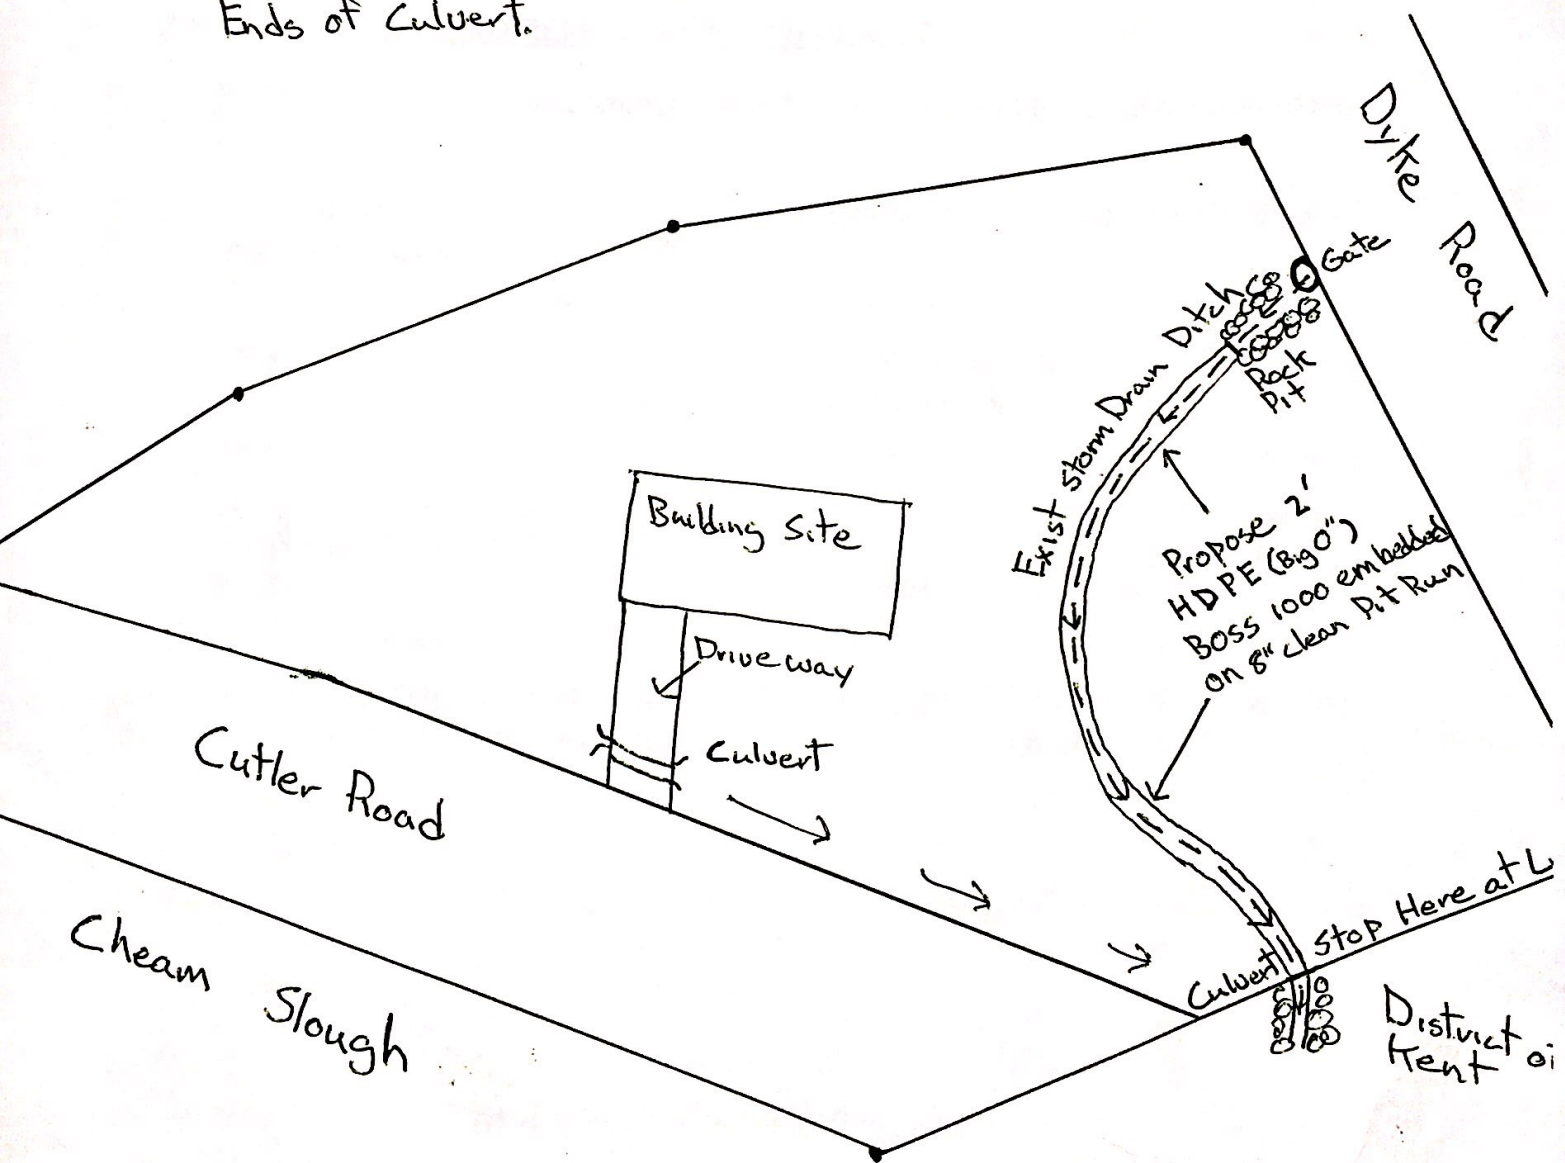 Ends of Culvert.
Dyke Road
Gate
Exist Storm Drain Ditch
Rock
Pit
Building Site
Propose 2'
HDPE (Big O")
Boss 1000 embedded
on 8" clean Pit Run
Driveway
Culvert
Cutler Road
Stop Here at L
Culvert
Cheam Slough
District of
Kent